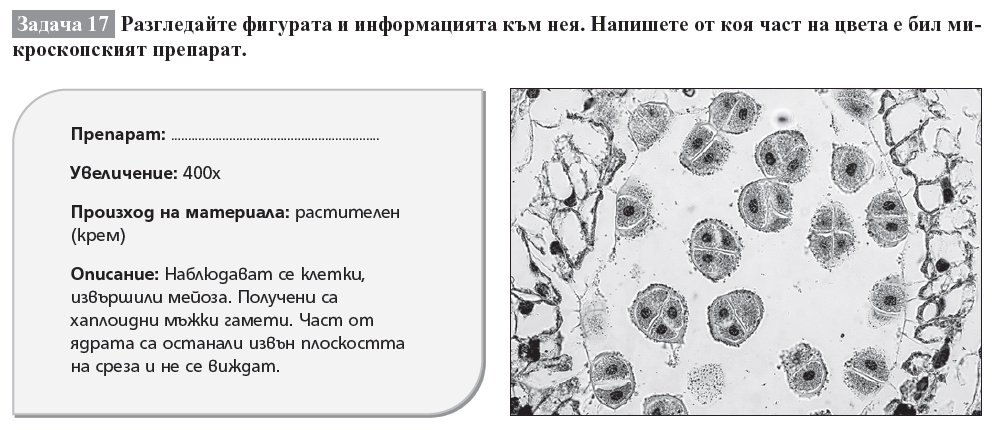 Задача 17 Разгледайте фигурата и информацията към нея. Напишете от коя част на цвета е бил ми-
кроскопският препарат.
Препарат: ..............................................................
Увеличение: 400x
Произход на материала: растителен
(крем)
Описание: Наблюдават се клетки,
извършили мейоза. Получени са
хаплоидни мъжки гамети. Част от
ядрата са останали извън плоскостта
на среза и не се виждат.